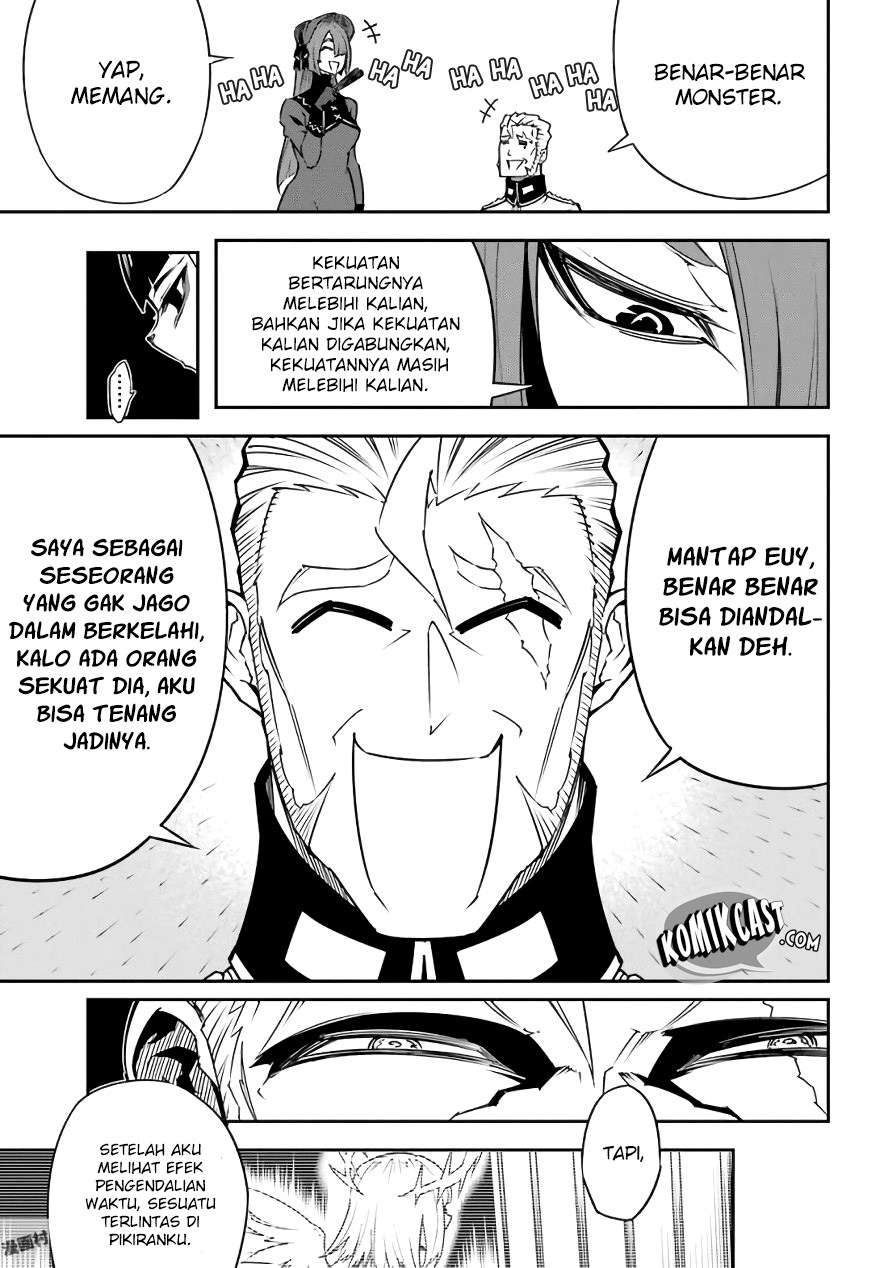 BENAR-BENAR
MONSTER.
HA HA HA HA HA
HA HA HA HA
YAP,
MEMANG.
KEKUATAN
BERTARUNGNYA
MELEBIHI KALIAN,
BAHKAN JIKA KEKUATAN
KALIAN DIGABUNGKAN,
KEKUATANNYA MASIH
MELEBIHI KALIAN.
......
MANTAP EUY,
BENAR BENAR
BISA DIANDAL-
KAN DEH.
SAYA SEBAGAI
SESEORANG
YANG GAK JAGO
DALAM BERKELAHI,
KALO ADA ORANG
SEKUAT DIA, AKU
BISA TENANG
JADINYA.
KOMIKCAST
.COM
TAPI,
SETELAH AKU
MELIHAT EFEK
PENGENDALIAN
WAKTU, SESUATU
TERLINTAS DI
PIKIRANKU.
漫画村